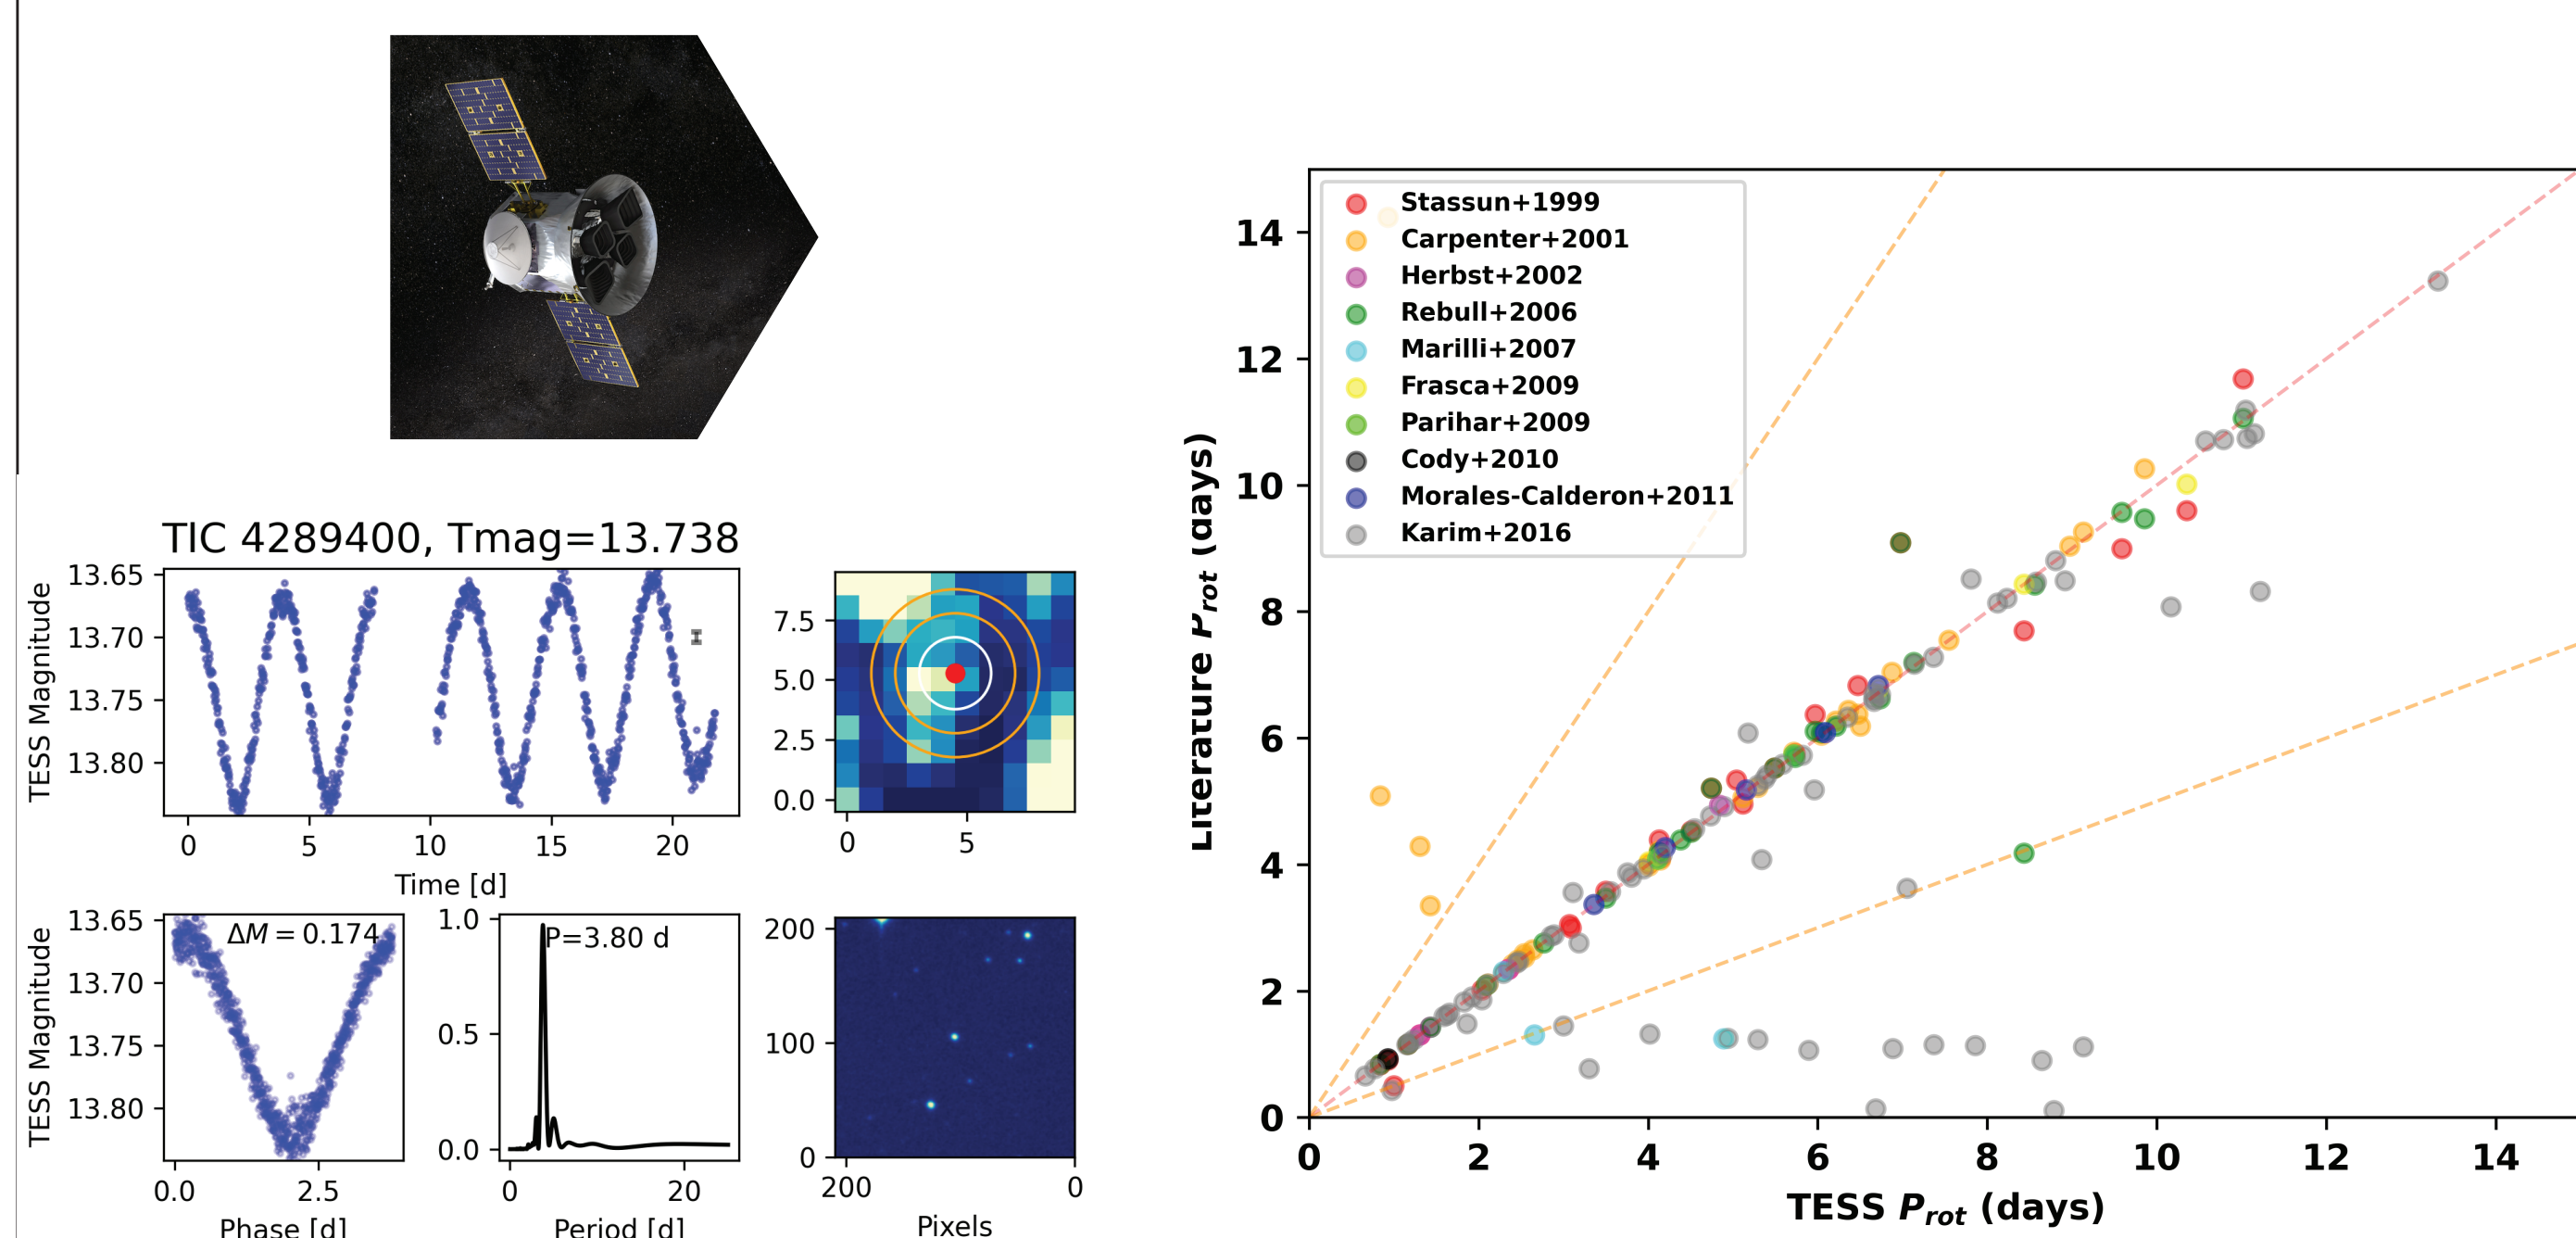 TIC 4289400, Tmag=13.738
TESS Magnitude
13.65
13.70
13.75
13.80
0
5
10
15
20
Time [d]
7.5
5.0
2.5
0.0
0
5
TESS Magnitude
13.65
13.70
13.75
13.80
ΔM = 0.174
0.0
2.5
Phase [d]
1.0
0.5
0.0
P=3.80 d
0
20
Period [d]
200
100
0
200
0
Pixels
Literature Prot (days)
14
12
10
8
6
4
2
0
Stassun+1999
Carpenter+2001
Herbst+2002
Rebull+2006
Marilli+2007
Frasca+2009
Parihar+2009
Cody+2010
Morales-Calderon+2011
Karim+2016
0
2
4
6
8
10
12
14
TESS Prot (days)